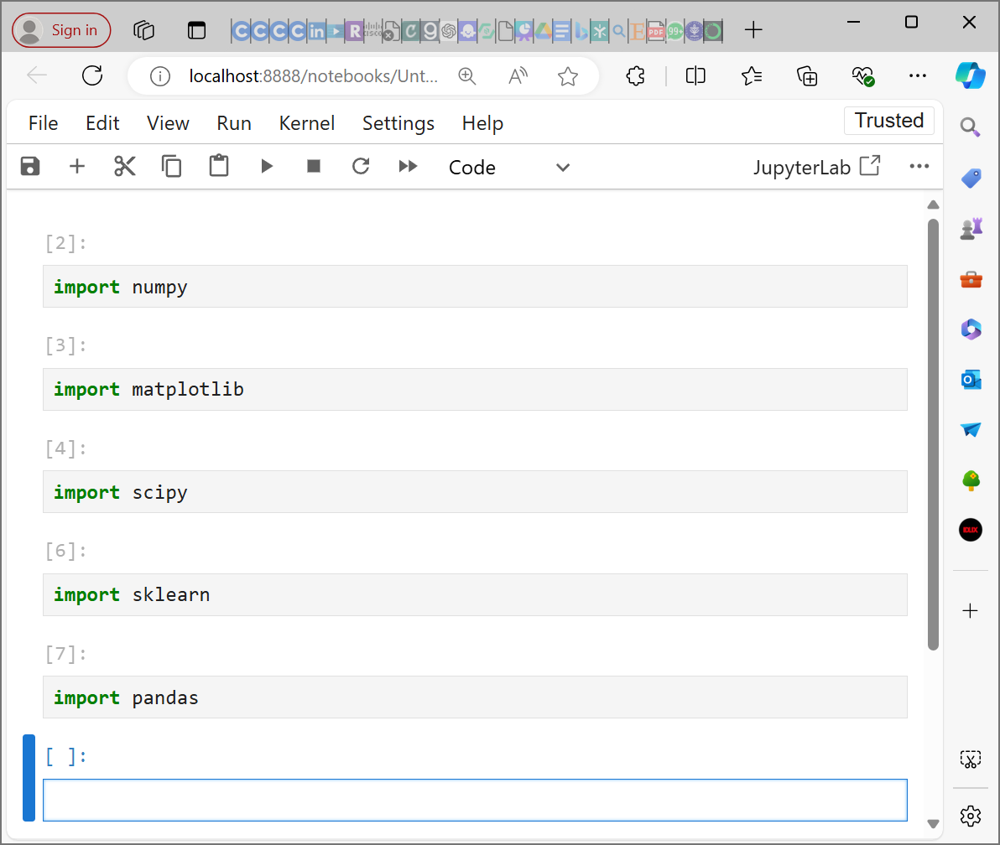 Sign in
localhost:8888/notebooks/Unt...
File Edit View Run Kernel Settings Help Trusted
Code JupyterLab
[2]:
import numpy
[3]:
import matplotlib
[4]:
import scipy
[6]:
import sklearn
[7]:
import pandas
[ ]: